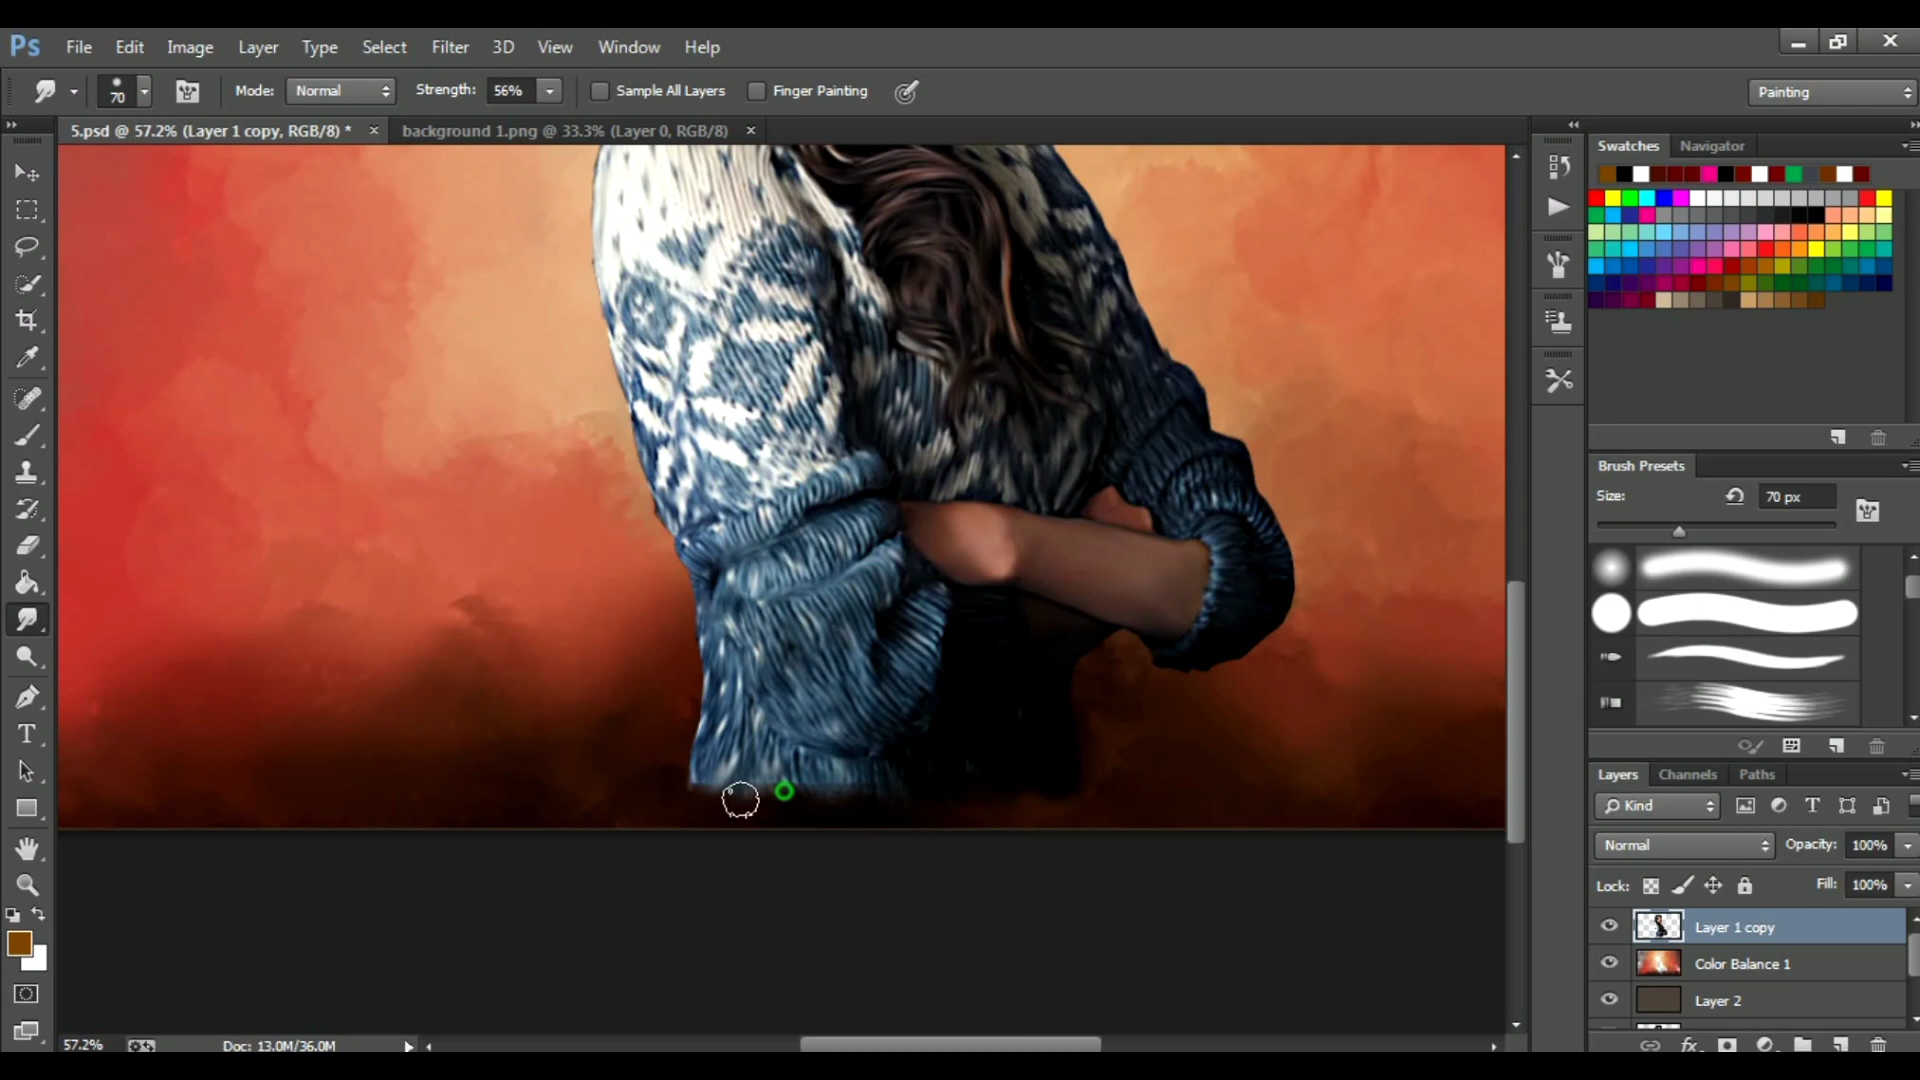 Ps File Edit Image Layer Type Select Filter 3D View Window Help
70 Mode: Normal Strength: 56% Sample All Layers Finger Painting Painting
5.psd @ 57.2% (Layer 1 copy, RGB/8) * × background 1.png @ 33.3% (Layer 0, RGB/8) ×
Swatches Navigator
Brush Presets
Size: 70 px
T
Layers Channels Paths
Kind T
Normal Opacity: 100%
Lock: Fill: 100%
Layer 1 copy
Color Balance 1
Layer 2
57.2% Doc: 13.0M/36.0M fx